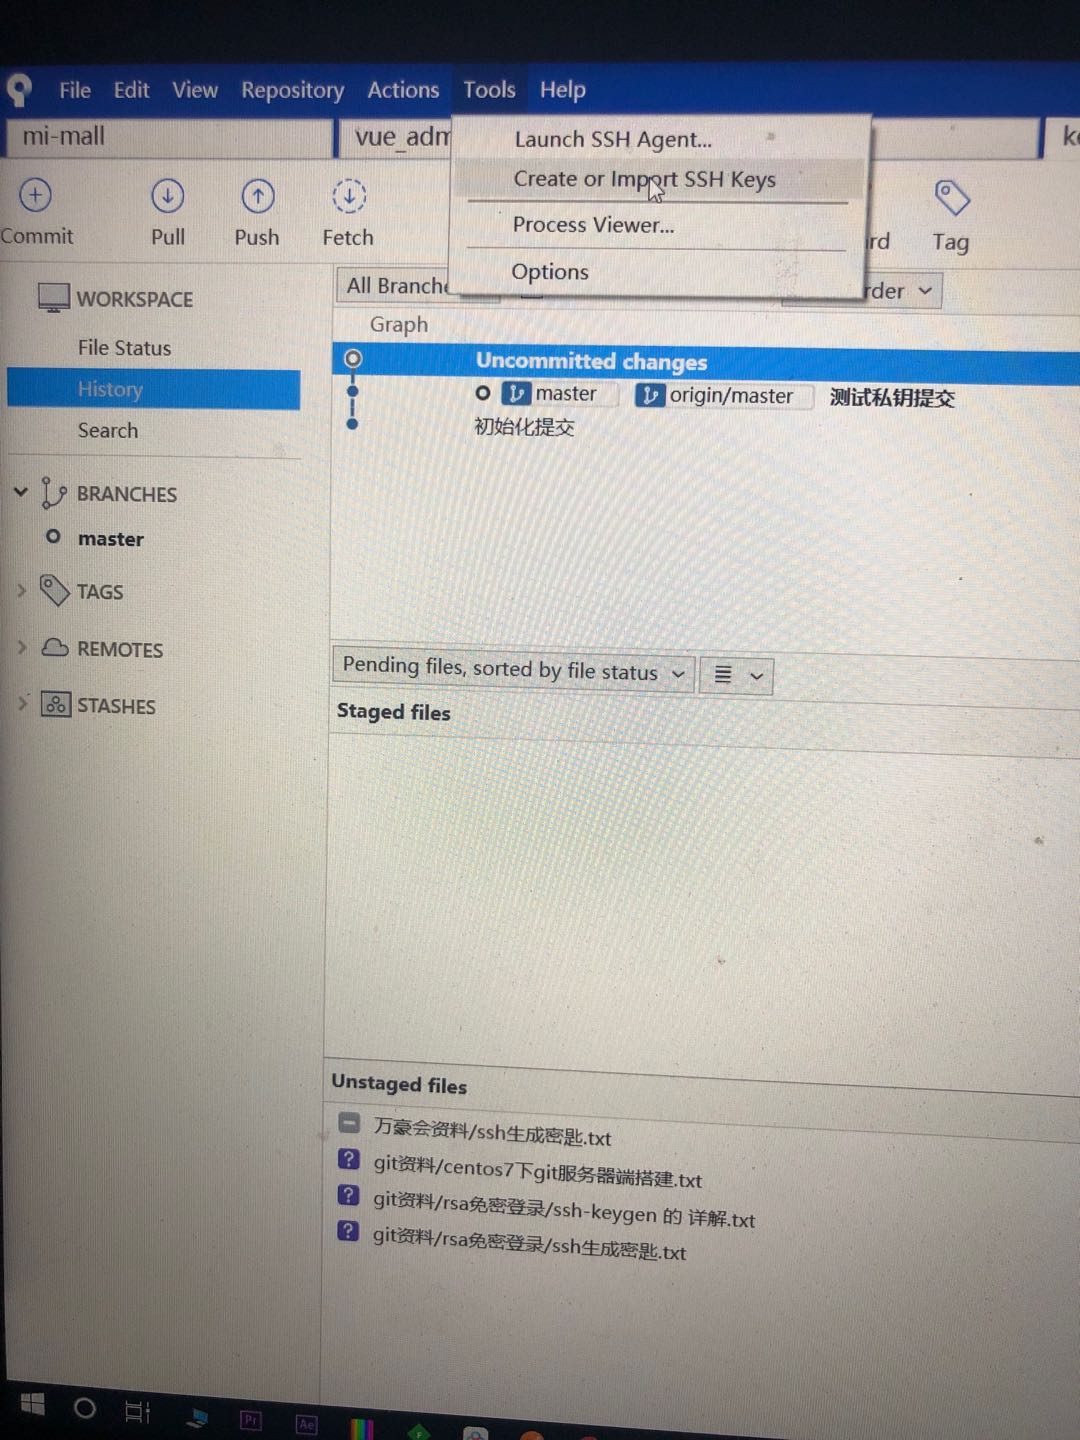 File Edit View Repository Actions Tools Help
mi-mall
Launch SSH Agent...
Create or Import SSH Keys
Process Viewer...
Options
Commit Pull Push Fetch Tag
WORKSPACE
File Status
History
Search
BRANCHES
master
TAGS
REMOTES
STASHES
All
Graph
Uncommitted changes
master origin/master 测试私钥提交
初始化提交
Pending files, sorted by file status
Staged files
Unstaged files
万豪会资料/ssh生成密匙.txt
git资料/centos7下git服务器端搭建.txt
git资料/rsa免密登录/ssh-keygen 的 详解.txt
git资料/rsa免密登录/ssh生成密匙.txt
Pr Ae